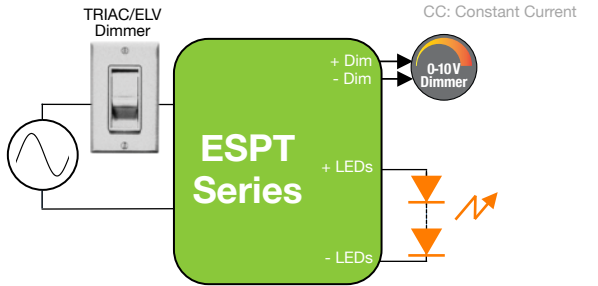 TRIAC/ELV
Dimmer
CC: Constant Current
+ Dim
- Dim
0-10V
Dimmer
ESPT
Series
+ LEDs
- LEDs